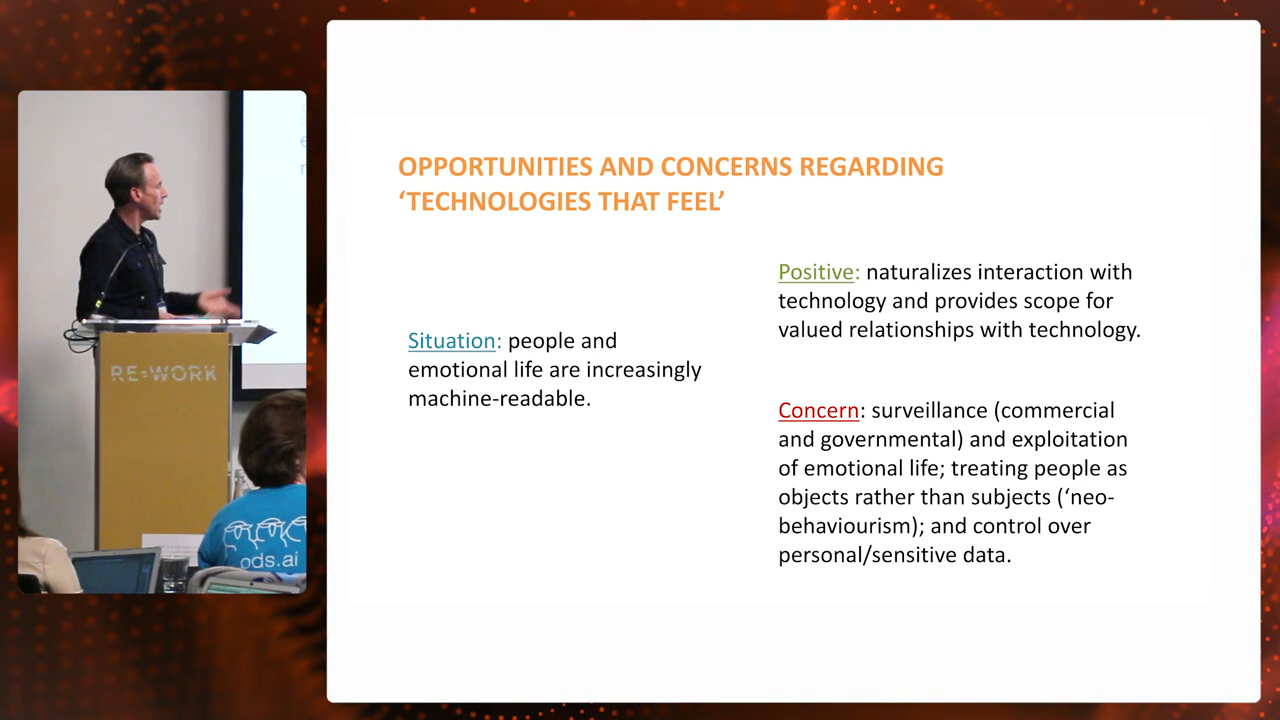 OPPORTUNITIES AND CONCERNS REGARDING
‘TECHNOLOGIES THAT FEEL’
Situation: people and
emotional life are increasingly
machine-readable.
Positive: naturalizes interaction with
technology and provides scope for
valued relationships with technology.
Concern: surveillance (commercial
and governmental) and exploitation
of emotional life; treating people as
objects rather than subjects (‘neo-
behaviourism); and control over
personal/sensitive data.
RE·WORK
ods.ai